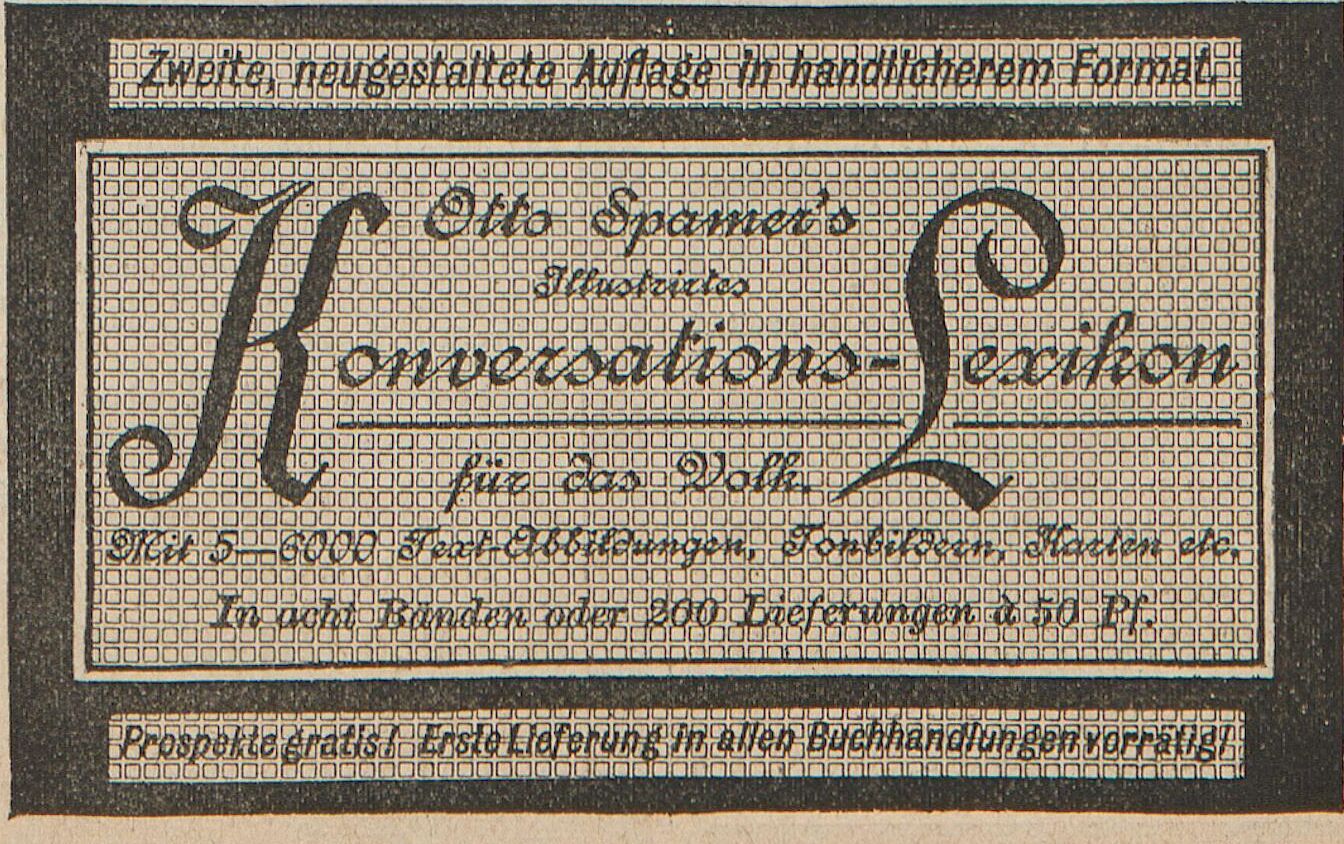 Zweite, neugestaltete Auflage in handlicherem Format.
Otto Spamer's
Illustrirtes
Konversations-Lexikon
für das Volk.
Mit 5—6000 Text-Abbildungen, Tonbildern, Karten etc.
In acht Bänden oder 200 Lieferungen à 50 Pf.
Prospekte gratis! Erste Lieferung in allen Buchhandlungen vorrätig!